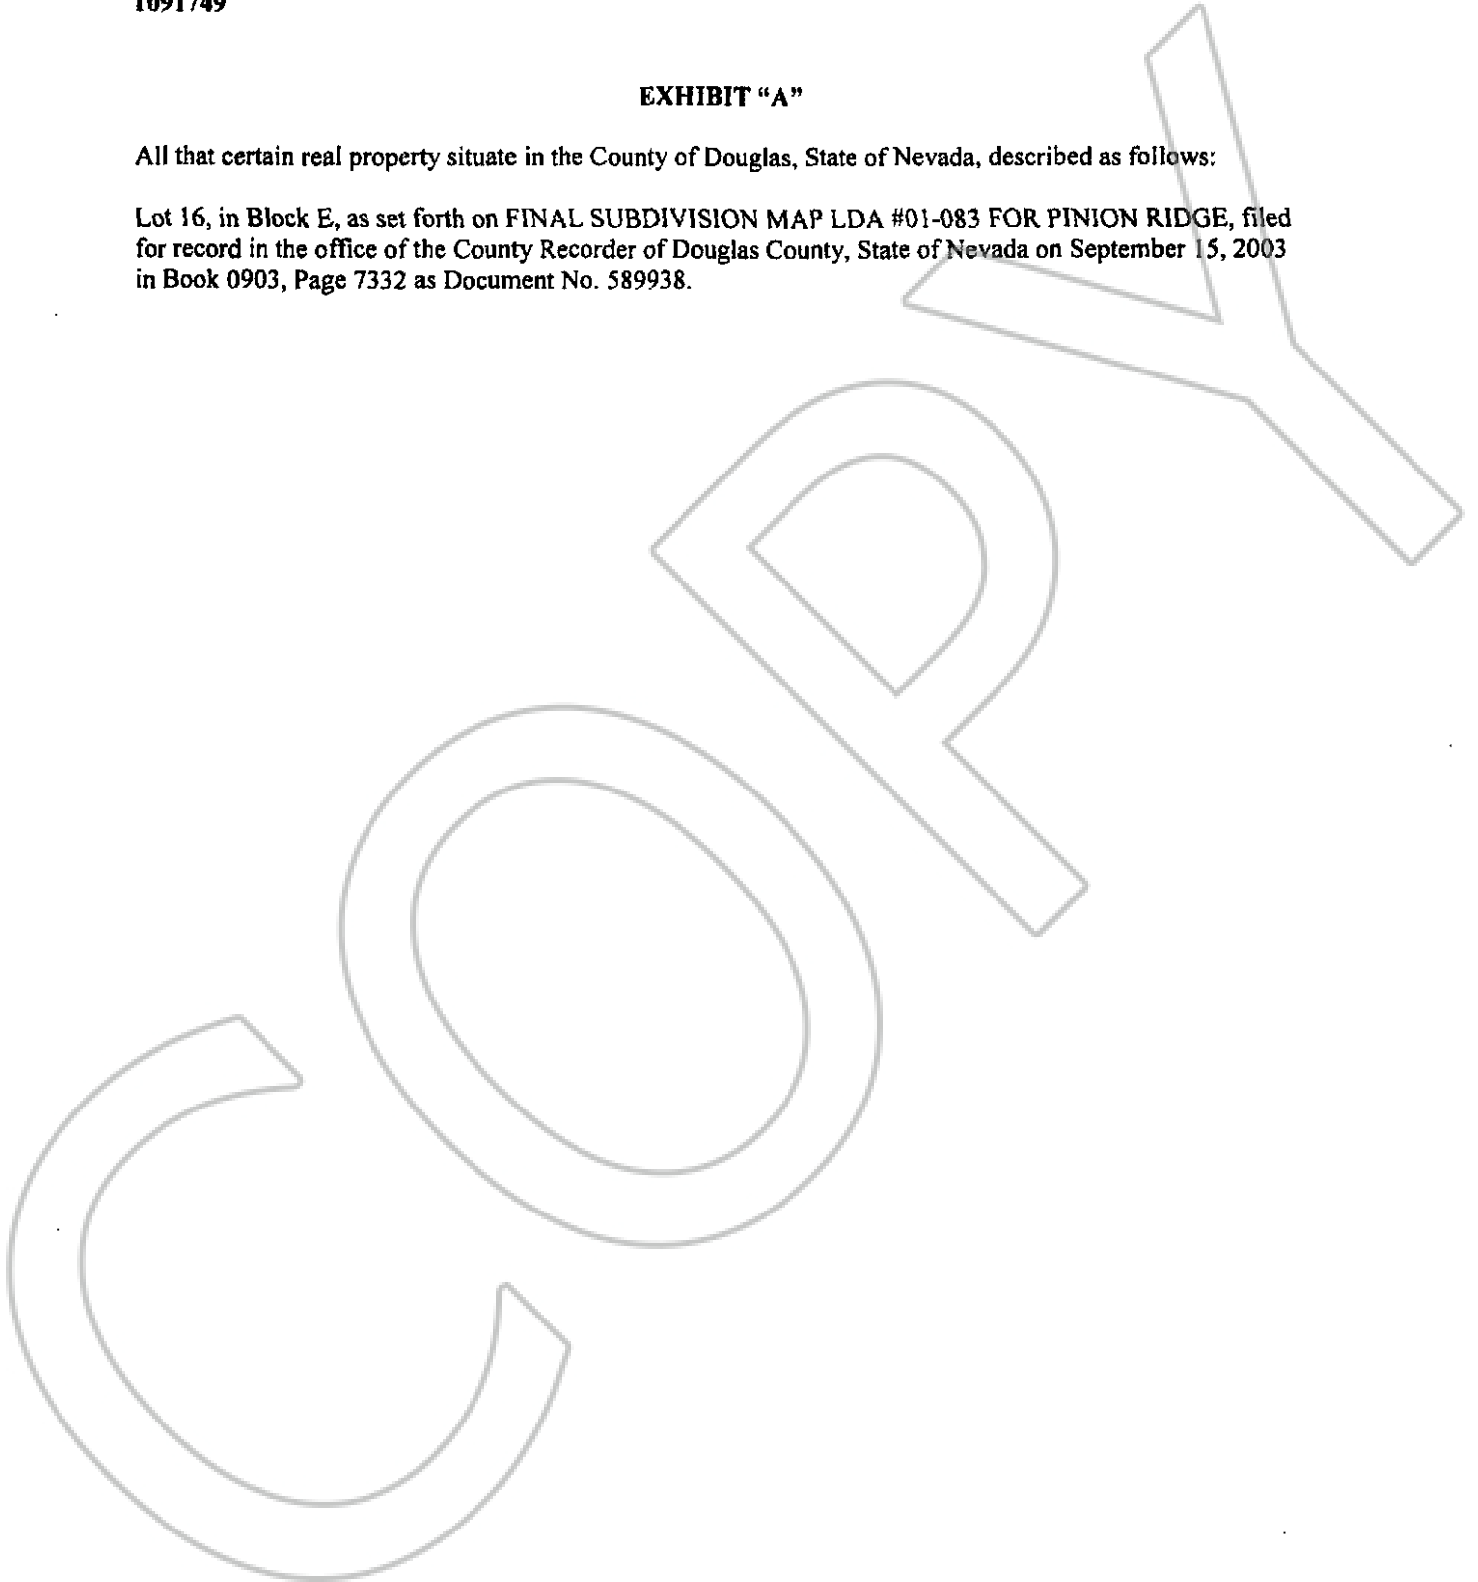 1091749
EXHIBIT “A”
All that certain real property situate in the County of Douglas, State of Nevada, described as follows:
Lot 16, in Block E, as set forth on FINAL SUBDIVISION MAP LDA #01-083 FOR PINION RIDGE, filed
for record in the office of the County Recorder of Douglas County, State of Nevada on September 15, 2003
in Book 0903, Page 7332 as Document No. 589938.
COPY